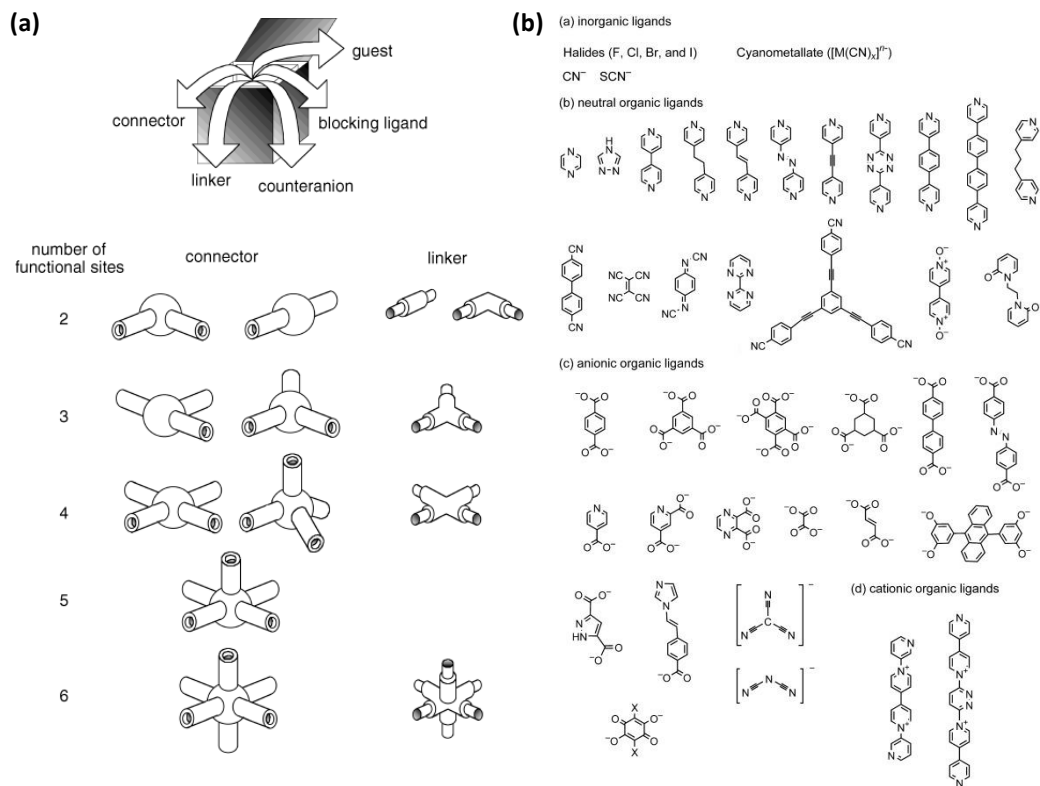 (a)
guest
connector
blocking ligand
linker
counteranion
number of
functional sites
connector
linker
2
3
4
5
6
(b)
(a) inorganic ligands
Halides (F, Cl, Br, and I)
Cyanometallate ([M(CN)ₓ]ⁿ⁻)
CN⁻ SCN⁻
(b) neutral organic ligands
(c) anionic organic ligands
(d) cationic organic ligands